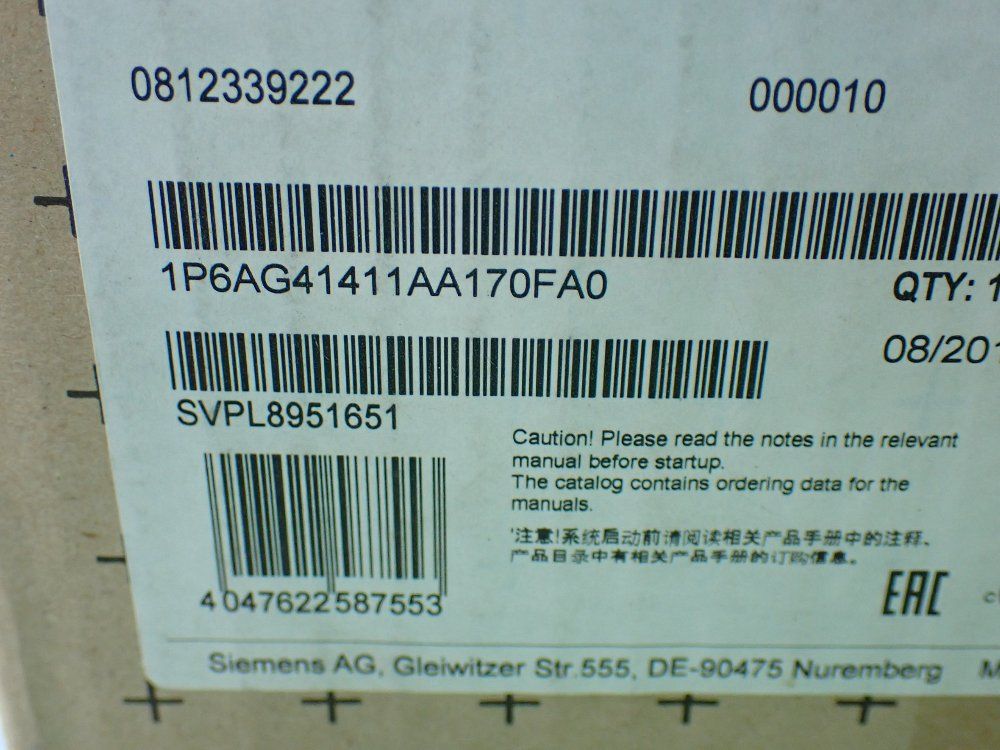 0812339222 000010
1P6AG41411AA170FA0
QTY: 1
08/201
SVPL8951651
Caution! Please read the notes in the relevant
manual before startup.
The catalog contains ordering data for the
manuals.
'注意!系统启动前请阅读相关产品手册中的注释、
产品目录中有相关产品手册的订购信息。
4 047622 587553
EAC
Siemens AG, Gleiwitzer Str.555, DE-90475 Nuremberg